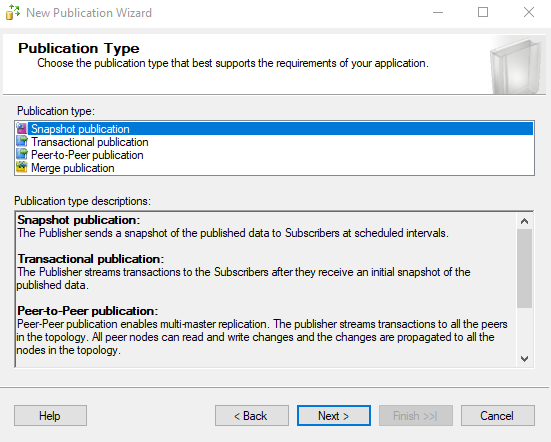 New Publication Wizard
Publication Type
Choose the publication type that best supports the requirements of your application.
Publication type:
Snapshot publication
Transactional publication
Peer-to-Peer publication
Merge publication
Publication type descriptions:
Snapshot publication:
The Publisher sends a snapshot of the published data to Subscribers at scheduled intervals.
Transactional publication:
The Publisher streams transactions to the Subscribers after they receive an initial snapshot of the
published data.
Peer-to-Peer publication:
Peer-Peer publication enables multi-master replication. The publisher streams transactions to all the peers
in the topology. All peer nodes can read and write changes and the changes are propagated to all the
nodes in the topology.
Help
< Back
Next >
Finish >>|
Cancel